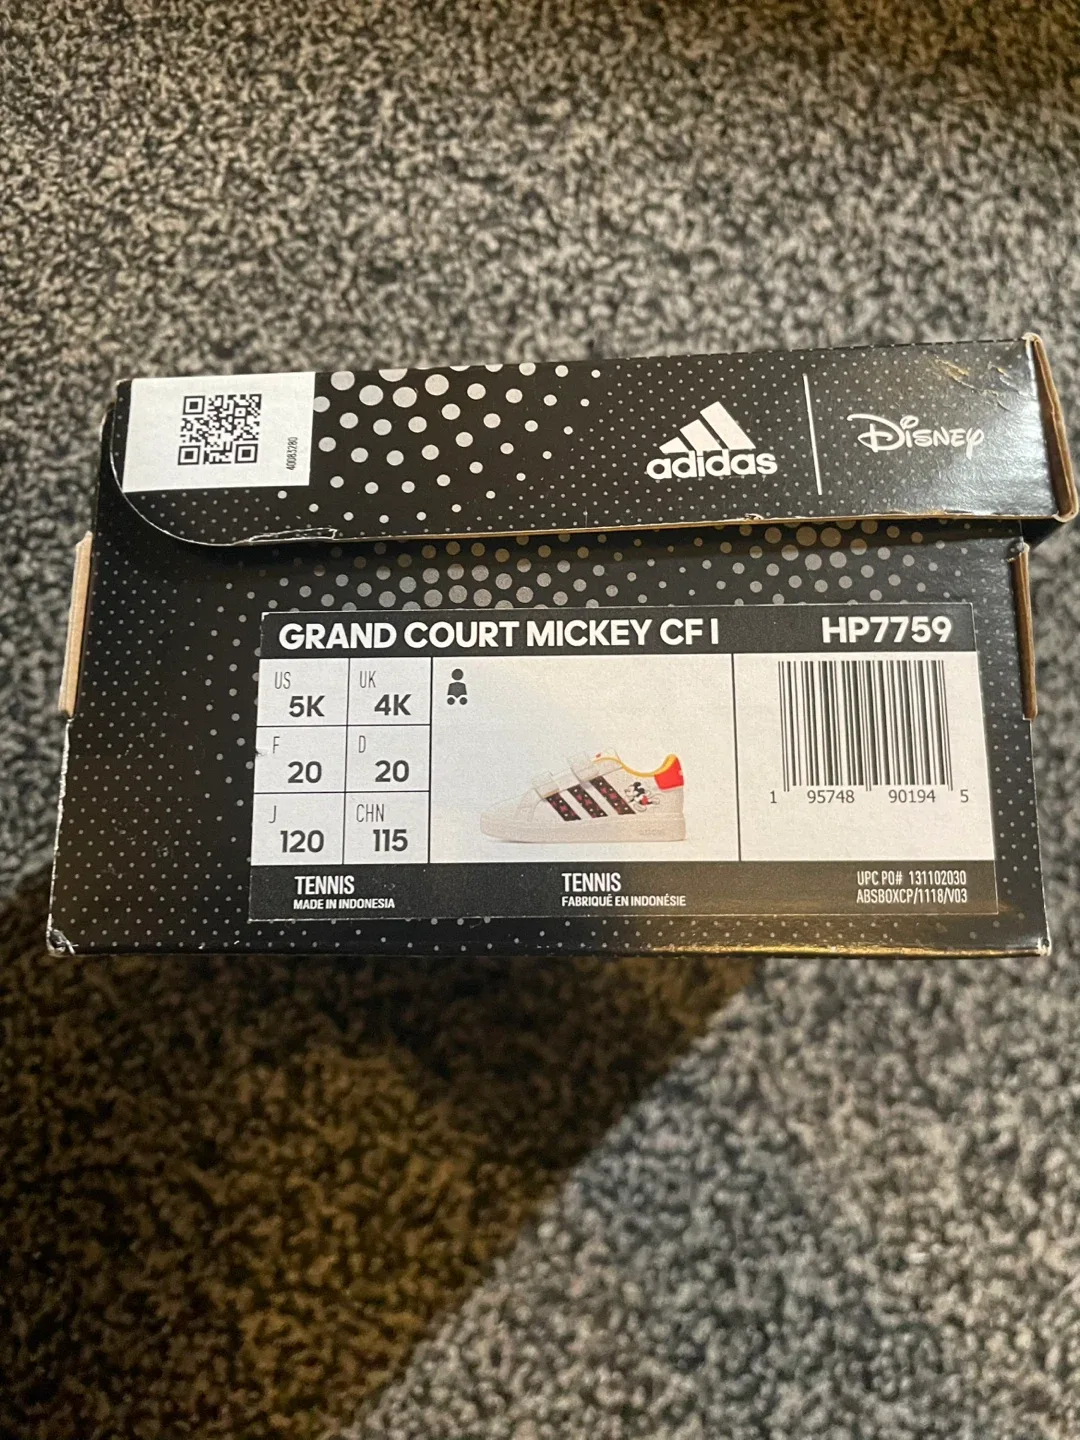 40083280
adidas
Disney
GRAND COURT MICKEY CF I HP7759
US 5K UK 4K
F 20 D 20
J 120 CHN 115
1 95748 90194 5
TENNIS
MADE IN INDONESIA
TENNIS
FABRIQUÉ EN INDONÉSIE
UPC PO# 131102030
ABSBOXCP/1118/V03